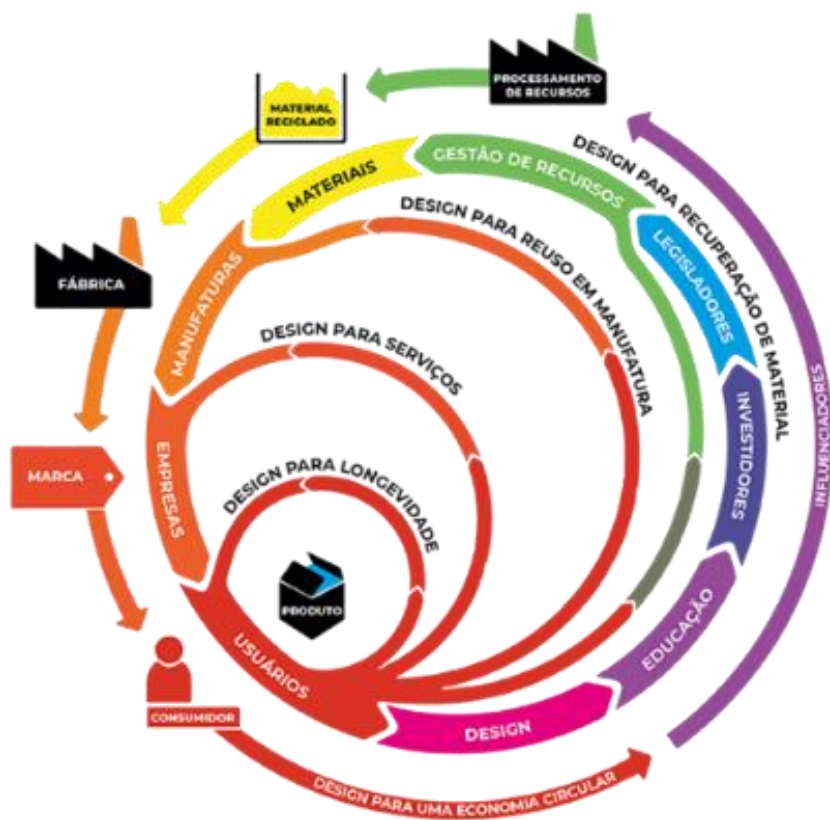 PROCESSAMENTO
DE RECURSOS
MATERIAL
RECICLADO
FÁBRICA
MARCA
CONSUMIDOR
DESIGN PARA UMA ECONOMIA CIRCULAR
INFLUENCIADORES
GESTÃO DE RECURSOS
MATERIAIS
MANUFATURAS
EMPRESAS
USUÁRIOS
DESIGN
EDUCAÇÃO
INVESTIDORES
LEGISLADORES
DESIGN PARA RECUPERAÇÃO DE MATERIAL
DESIGN PARA REUSO EM MANUFATURA
DESIGN PARA SERVIÇOS
DESIGN PARA LONGEVIDADE
PRODUTO